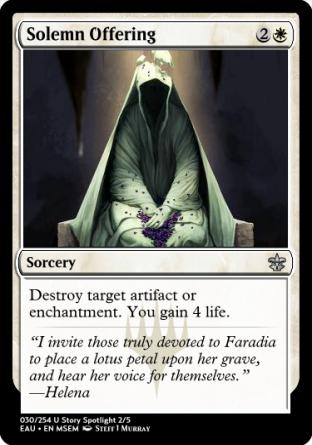 Solemn Offering 2
Sorcery
Destroy target artifact or
enchantment. You gain 4 life.
“I invite those truly devoted to Faradia
to place a lotus petal upon her grave,
and hear her voice for themselves.”
—Helena
030/254 U Story Spotlight 2/5
EAU • EN MSEM Steff I Murray